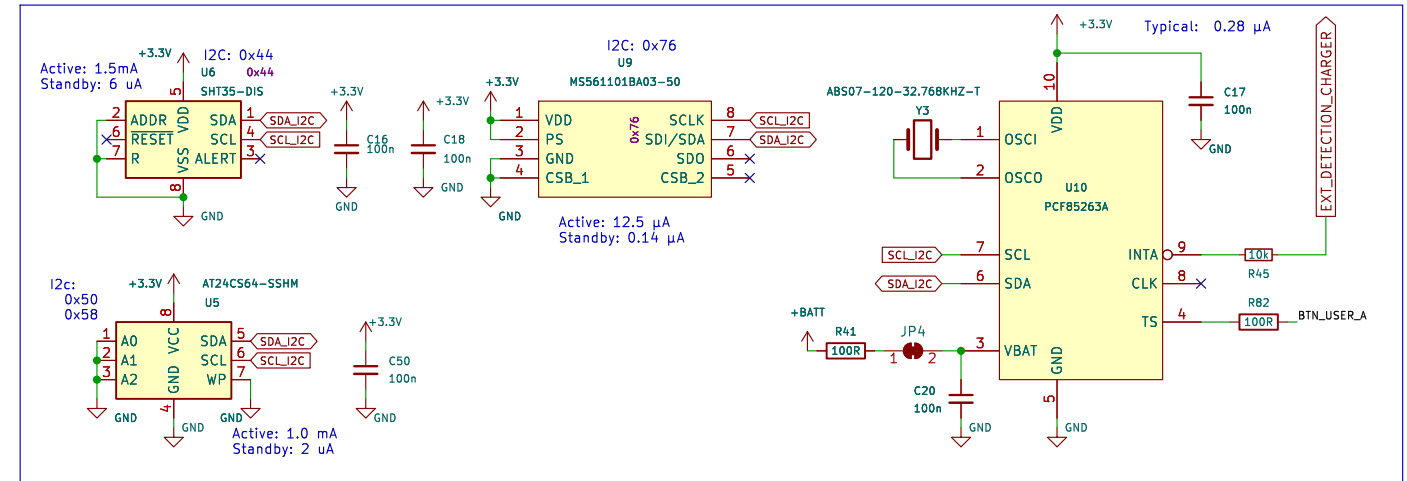 I2C: 0x44
+3.3V
Active: 1.5mA
Standby: 6 uA
U6
0x44
SHT35-DIS
5
VDD
2
ADDR
6
RESET
7
R
SDA
1
SDA_I2C
SCL
4
SCL_I2C
ALERT
3
VSS
8
GND
+3.3V
C16
100n
GND
+3.3V
C18
100n
GND
I2C: 0x76
U9
MS561101BA03-50
+3.3V
1
VDD
2
PS
3
GND
4
CSB_1
0x76
SCLK
8
SCL_I2C
SDI/SDA
7
SDA_I2C
SDO
6
CSB_2
5
GND
Active: 12.5 µA
Standby: 0.14 µA
+3.3V
Typical: 0.28 µA
C17
100n
GND
ABS07-120-32.768KHZ-T
Y3
10
VDD
1
OSCI
2
OSCO
U10
PCF85263A
7
SCL
SCL_I2C
6
SDA
SDA_I2C
INTA
9
10k
R45
EXT_DETECTION_CHARGER
CLK
8
TS
4
R82
100R
BTN_USER_A
+BATT
R41
100R
JP4
1
2
3
VBAT
GND
5
GND
C20
100n
GND
I2c:
0x50
0x58
+3.3V
AT24CS64-SSHM
U5
8
VCC
1
A0
2
A1
3
A2
SDA
5
SDA_I2C
SCL
6
SCL_I2C
WP
7
GND
4
GND
GND
GND
Active: 1.0 mA
Standby: 2 uA
+3.3V
C50
100n
GND